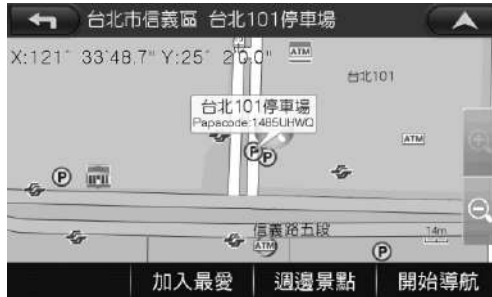 台北市信義區 台北101停車場
X:121° 33'48.7" Y:25° 2'0.0"
ATM
台北101
台北101停車場
Papacode:1485UHWQ
ATM
P
P
P
信義路五段
14m
ATM
P
加入最愛
週邊景點
開始導航